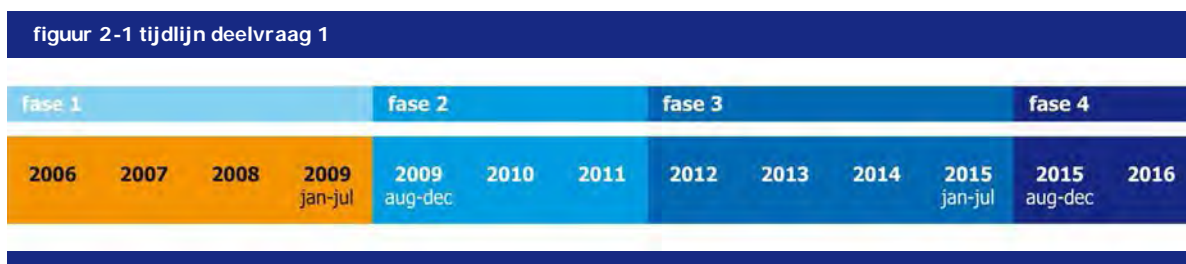 figuur 2-1 tijdlijn deelvraag 1
fase 1 fase 2 fase 3 fase 4
2006 2007 2008 2009 2009 2010 2011 2012 2013 2014 2015 2015 2016
jan-jul aug-dec jan-jul aug-dec